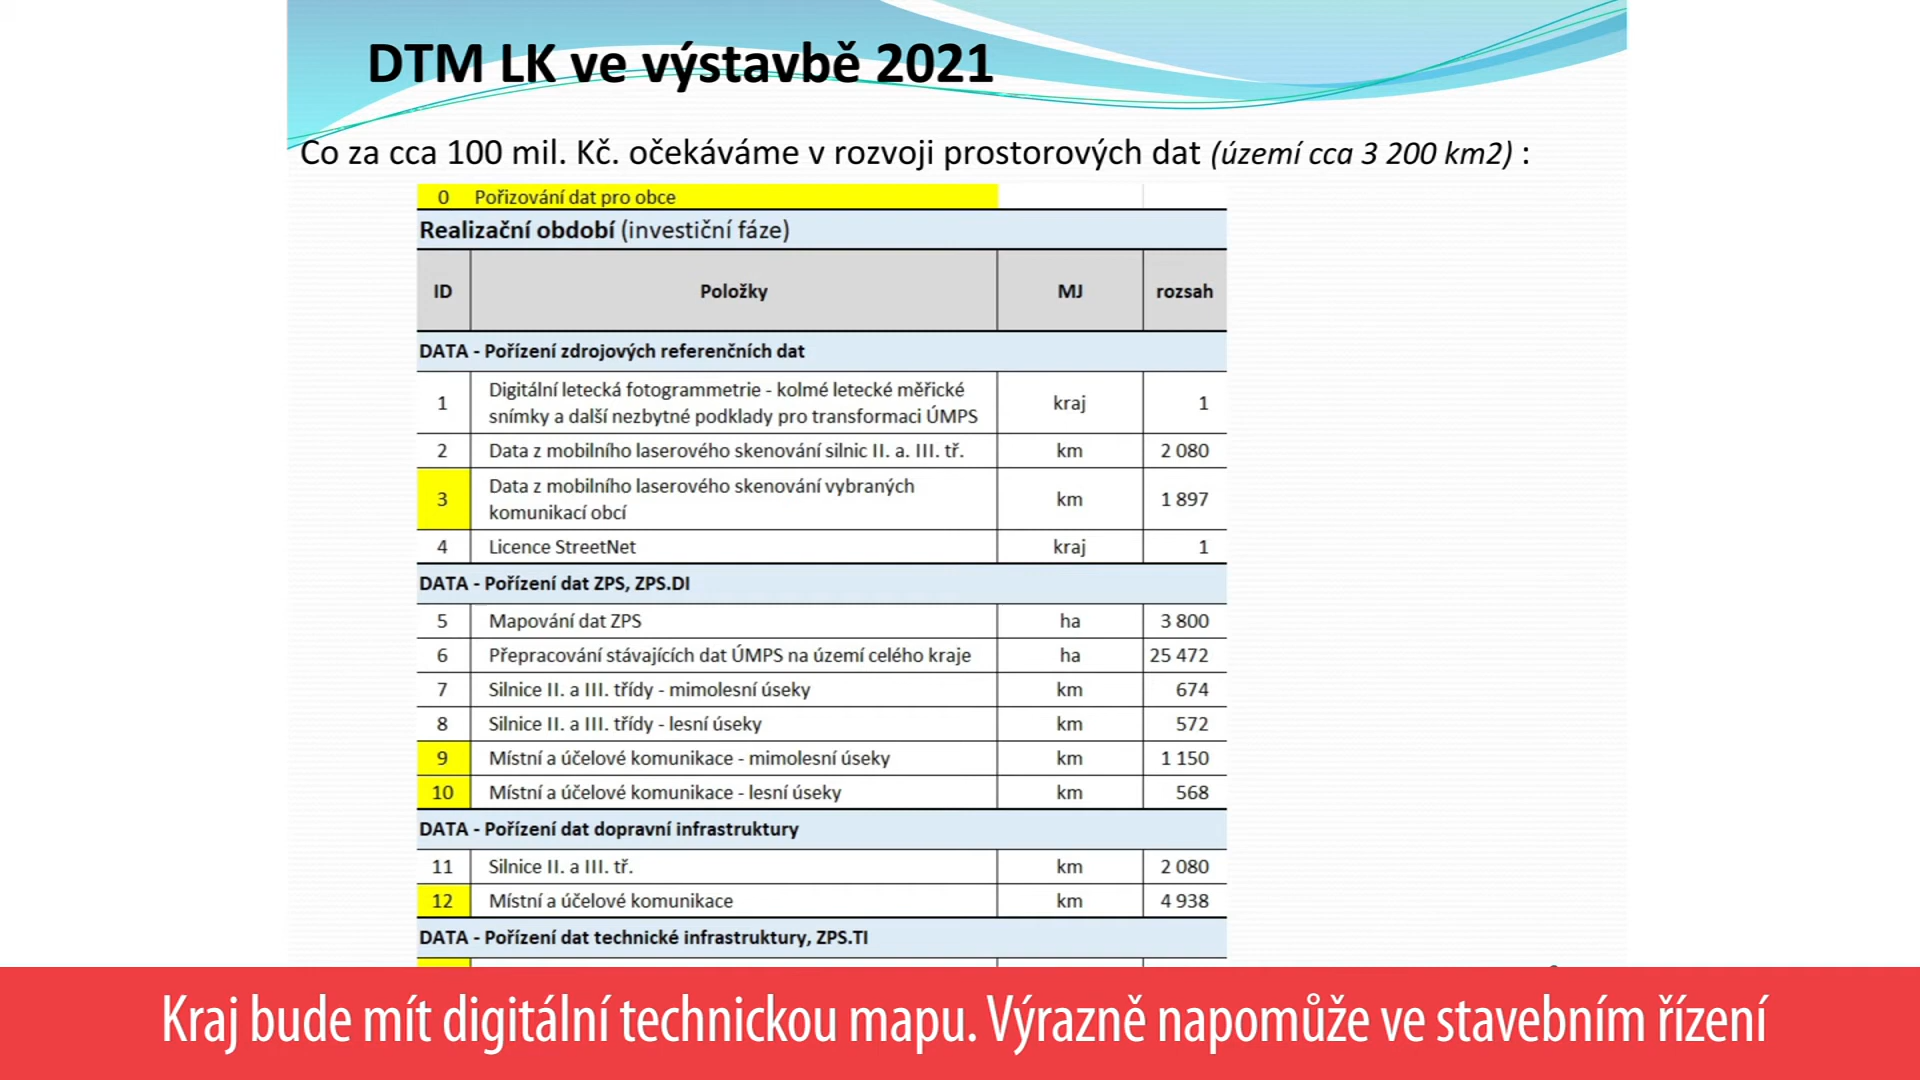 DTM LK ve výstavbě 2021
Co za cca 100 mil. Kč. očekáváme v rozvoji prostorových dat (území cca 3 200 km2) :
0 Pořizování dat pro obce
Realizační období (investiční fáze)
ID Položky MJ rozsah
DATA - Pořízení zdrojových referenčních dat
1 Digitální letecká fotogrammetrie - kolmé letecké měřické
snímky a další nezbytné podklady pro transformaci ÚMPS kraj 1
2 Data z mobilního laserového skenování silnic II. a. III. tř. km 2 080
3 Data z mobilního laserového skenování vybraných
komunikací obcí km 1 897
4 Licence StreetNet kraj 1
DATA - Pořízení dat ZPS, ZPS.DI
5 Mapování dat ZPS ha 3 800
6 Přepracování stávajících dat ÚMPS na území celého kraje ha 25 472
7 Silnice II. a III. třídy - mimolesní úseky km 674
8 Silnice II. a III. třídy - lesní úseky km 572
9 Místní a účelové komunikace - mimolesní úseky km 1 150
10 Místní a účelové komunikace - lesní úseky km 568
DATA - Pořízení dat dopravní infrastruktury
11 Silnice II. a III. tř. km 2 080
12 Místní a účelové komunikace km 4 938
DATA - Pořízení dat technické infrastruktury, ZPS.TI
Kraj bude mít digitální technickou mapu. Výrazně napomůže ve stavebním řízení